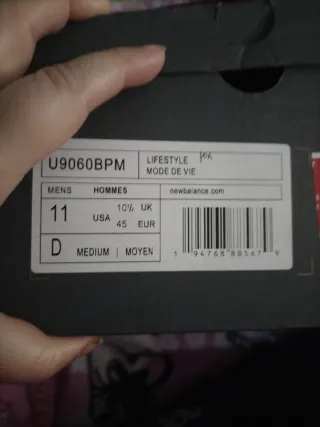 U9060BPM
LIFESTYLE
MODE DE VIE
MENS HOMMES
newbalance.com
11 USA 10½ UK
45 EUR
D MEDIUM | MOYEN
1 94768 88567 9